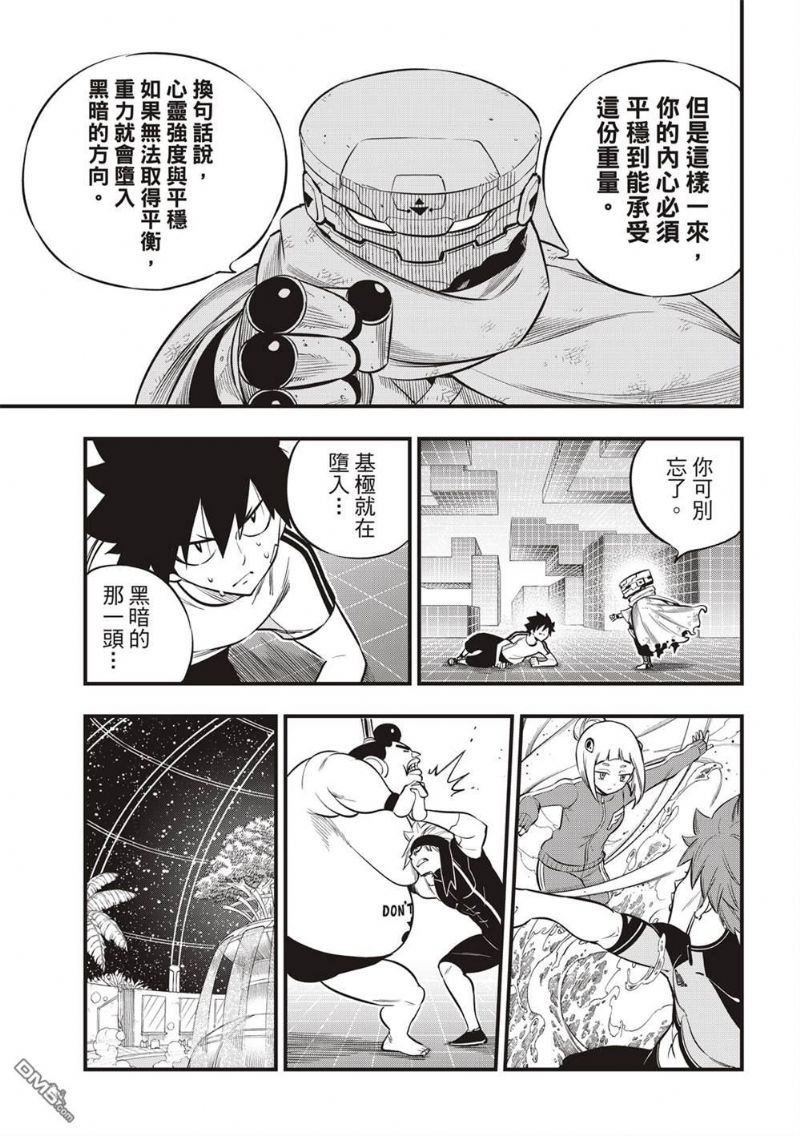 但是這樣一來，
你的內心必須
平穩到能承受
這份重量。
換句話說，
心靈強度與平穩
如果無法取得平衡，
重力就會墮入
黑暗的方向。
你可別
忘了。
基極就在
墮入…
黑暗的
那一頭…
DON'T
DM5.COM